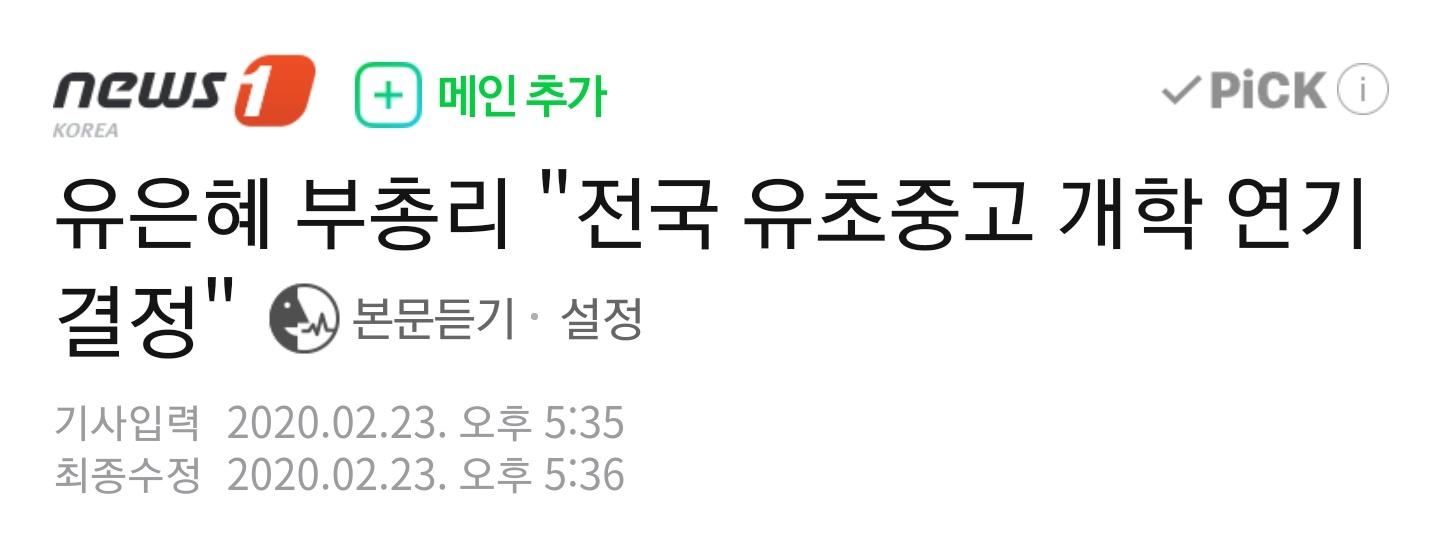 news1 메인 추가 PiCK i
KOREA
유은혜 부총리 "전국 유초중고 개학 연기
결정" 본문듣기 · 설정
기사입력 2020.02.23. 오후 5:35
최종수정 2020.02.23. 오후 5:36